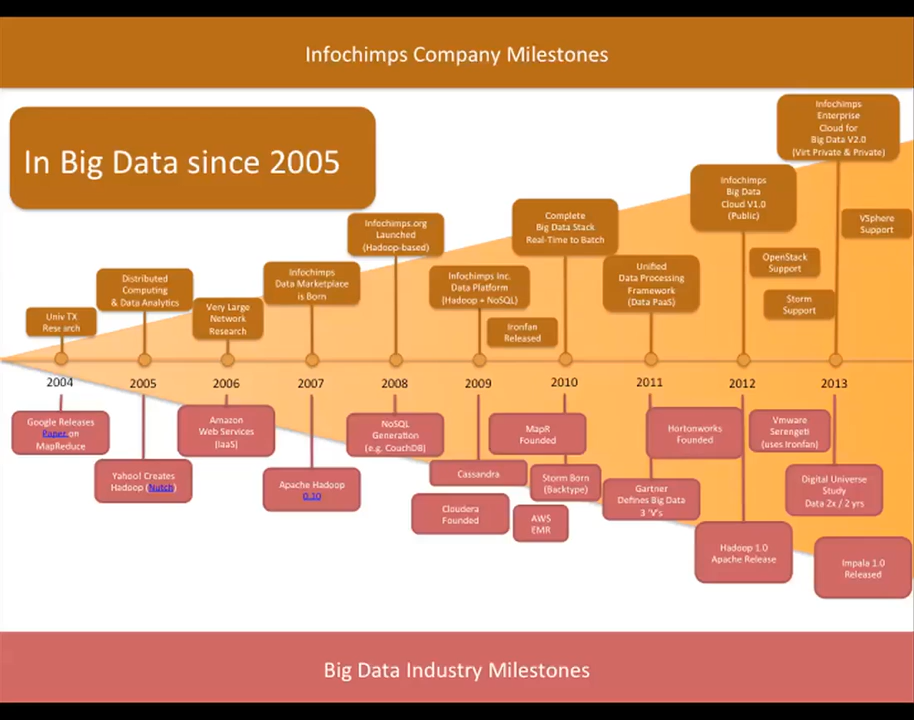 Infochimps Company Milestones
In Big Data since 2005
Univ TX
Research
Distributed
Computing
& Data Analytics
Very Large
Network
Research
Infochimps
Data Marketplace
is Born
Infochimps.org
Launched
(Hadoop-based)
Infochimps Inc.
Data Platform
(Hadoop + NoSQL)
Ironfan
Released
Complete
Big Data Stack
Real-Time to Batch
Unified
Data Processing
Framework
(Data PaaS)
Infochimps
Big Data
Cloud V1.0
(Public)
OpenStack
Support
Storm
Support
Infochimps
Enterprise
Cloud for
Big Data V2.0
(Virt Private & Private)
VSphere
Support
2004
2005
2006
2007
2008
2009
2010
2011
2012
2013
Google Releases
Paper on
MapReduce
Yahoo! Creates
Hadoop (Nutch)
Amazon
Web Services
(IaaS)
Apache Hadoop
0.10
NoSQL
Generation
(e.g. CouchDB)
Cassandra
Cloudera
Founded
MapR
Founded
Storm Born
(Backtype)
AWS
EMR
Hortonworks
Founded
Gartner
Defines Big Data
3 'V's
Hadoop 1.0
Apache Release
Vmware
Serengeti
(uses Ironfan)
Digital Universe
Study
Data 2x / 2 yrs
Impala 1.0
Released
Big Data Industry Milestones